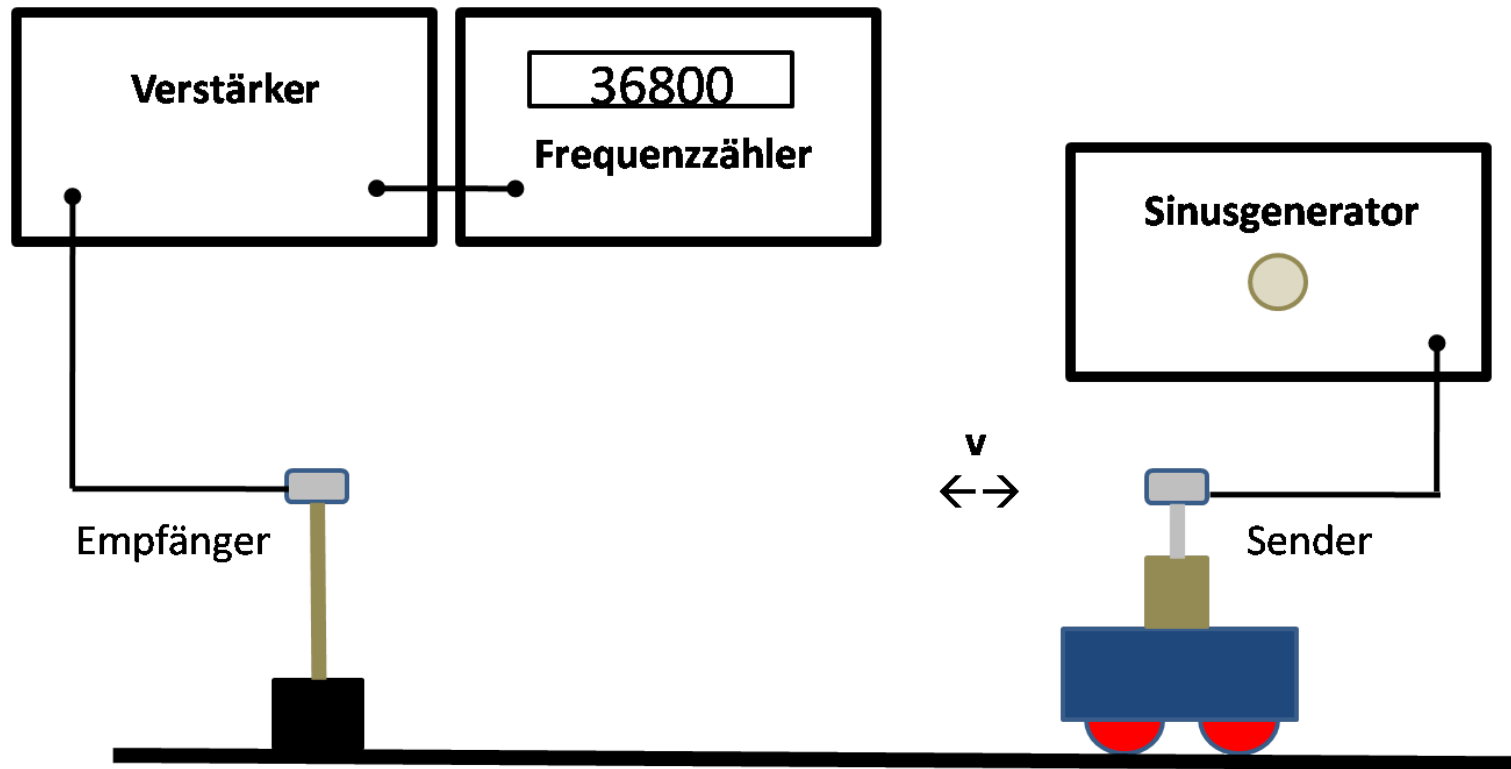 Verstärker
36800
Frequenzzähler
Sinusgenerator
v
Empfänger
Sender